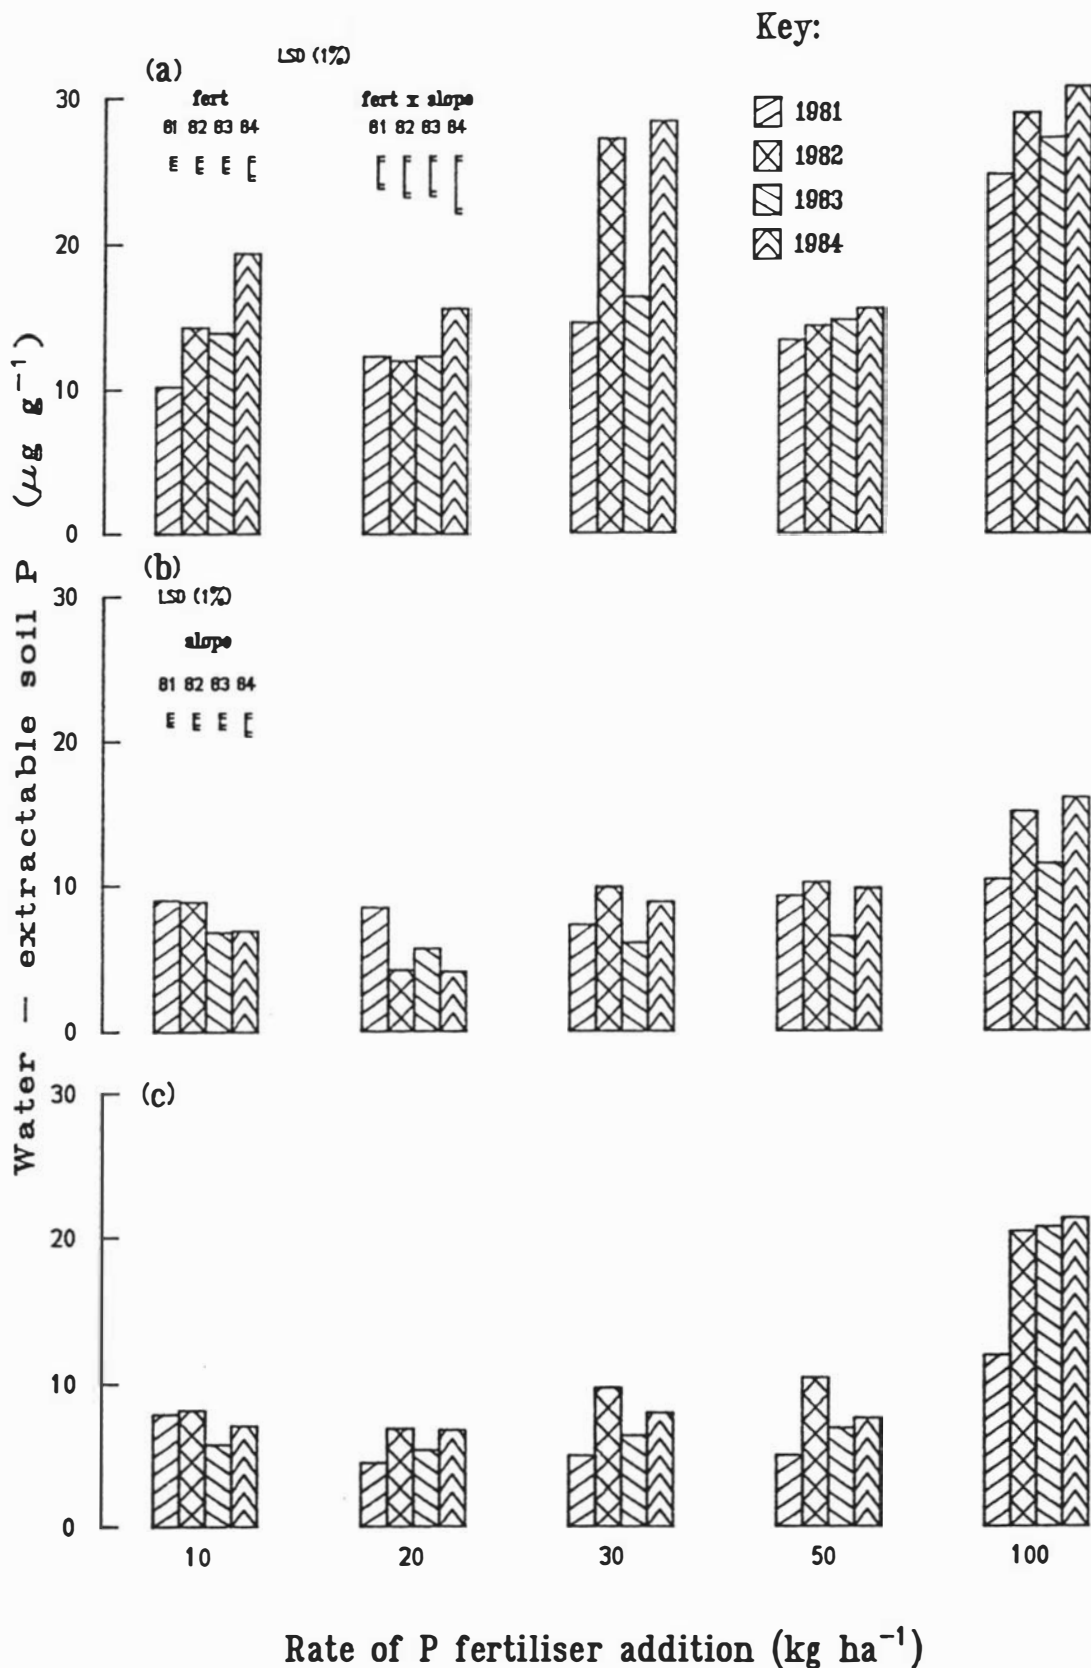 Key:
LSD (1%)
(a)
fert
fert x slope
81 82 83 84
81 82 83 84
1981
1982
1983
1984
30
20
10
0
(b)
LSD (1%)
slope
81 82 83 84
30
20
10
0
(c)
30
20
10
0
Water – extractable soil P (μg g⁻¹)
10 20 30 50 100
Rate of P fertiliser addition (kg ha⁻¹)